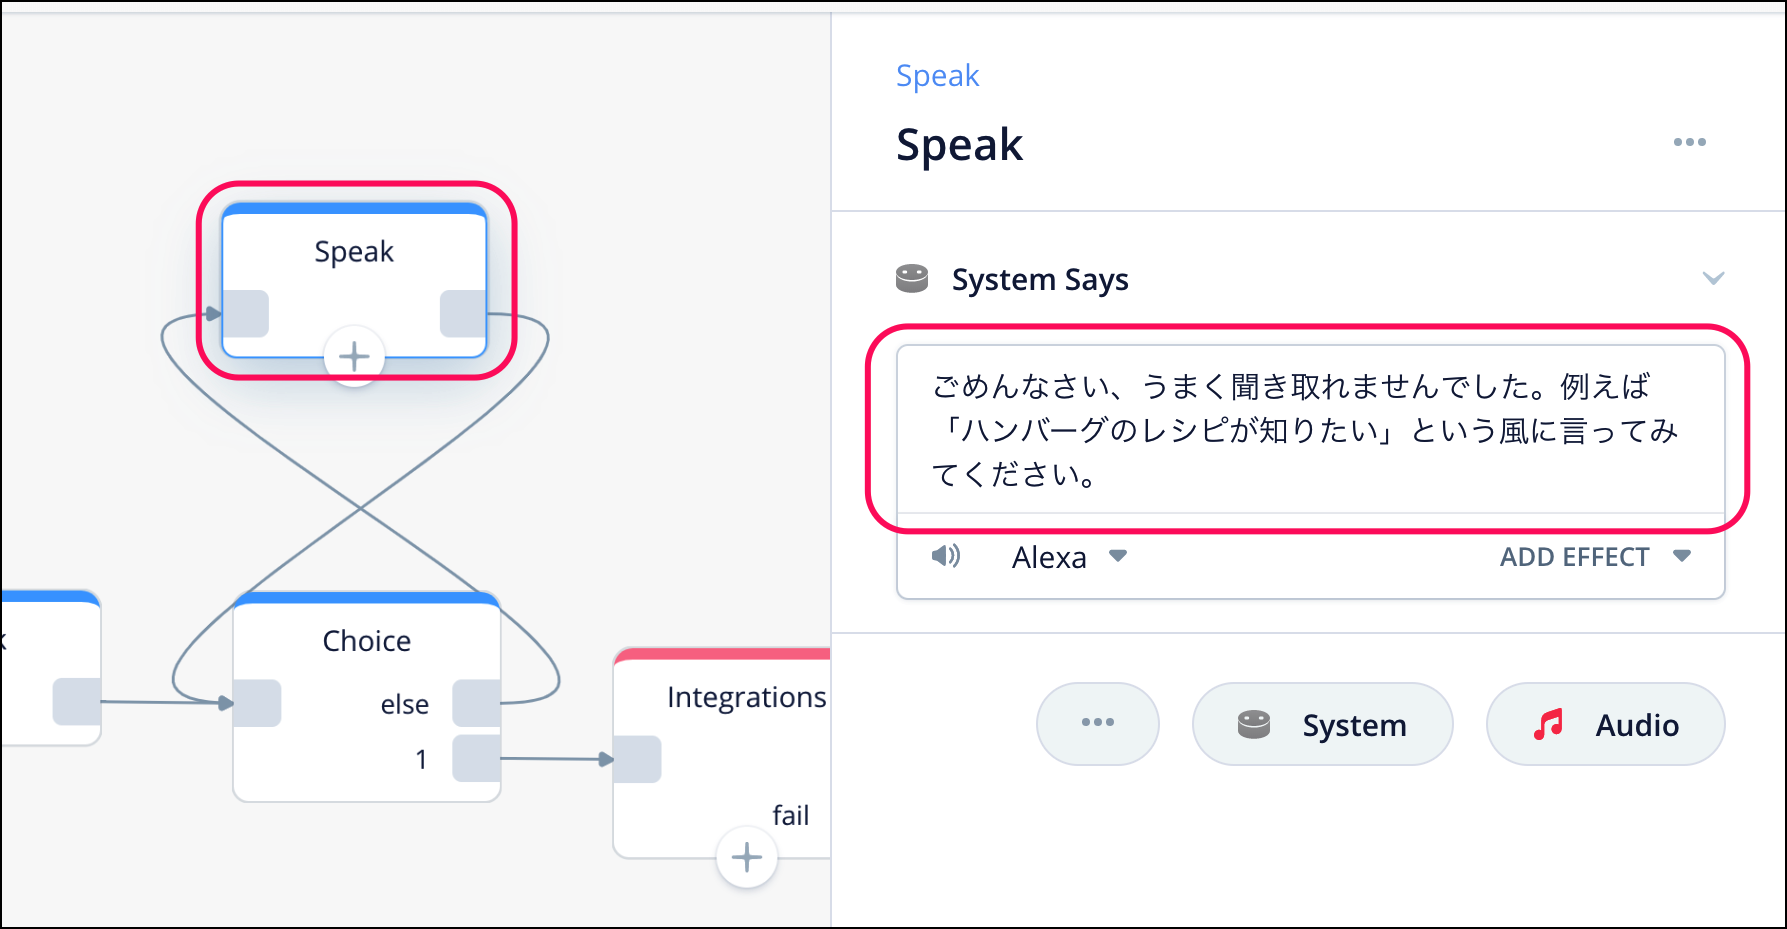 Speak
k
Choice
else
1
Integrations
fail
Speak
Speak
System Says
ごめんなさい、うまく聞き取れませんでした。例えば
「ハンバーグのレシピが知りたい」という風に言ってみ
てください。
Alexa
ADD EFFECT
System
Audio